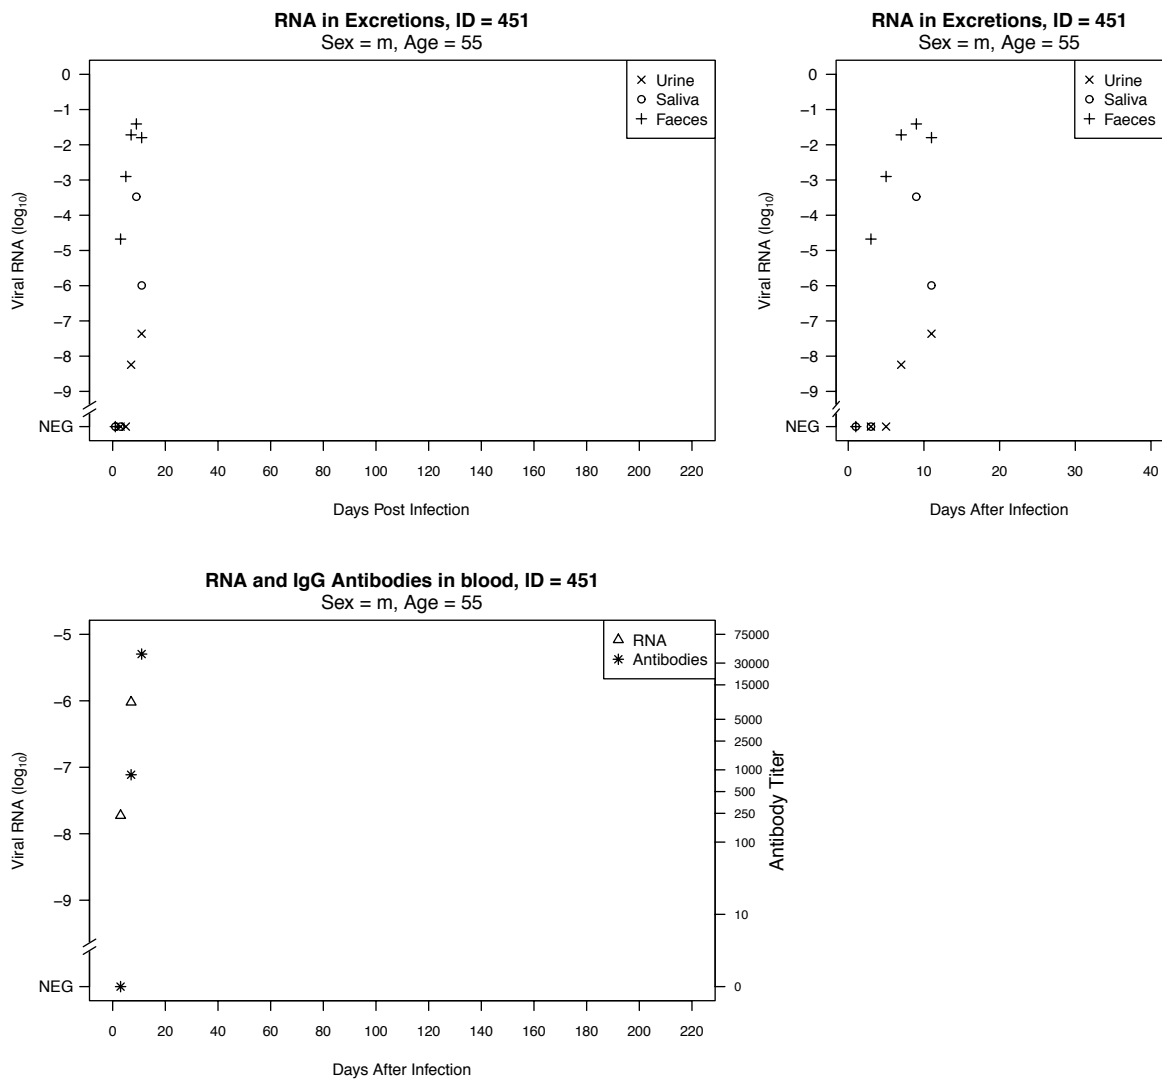 RNA in Excretions, ID = 451
Sex = m, Age = 55
Urine
Saliva
Faeces
Viral RNA (log10)
0
−1
−2
−3
−4
−5
−6
−7
−8
−9
NEG
0 20 40 60 80 100 120 140 160 180 200 220
Days Post Infection
RNA in Excretions, ID = 451
Sex = m, Age = 55
Urine
Saliva
Faeces
Viral RNA (log10)
0
−1
−2
−3
−4
−5
−6
−7
−8
−9
NEG
0 10 20 30 40
Days After Infection
RNA and IgG Antibodies in blood, ID = 451
Sex = m, Age = 55
RNA
Antibodies
Viral RNA (log10)
−5
−6
−7
−8
−9
NEG
75000
30000
15000
5000
2500
1000
500
250
100
10
0
Antibody Titer
0 20 40 60 80 100 120 140 160 180 200 220
Days After Infection